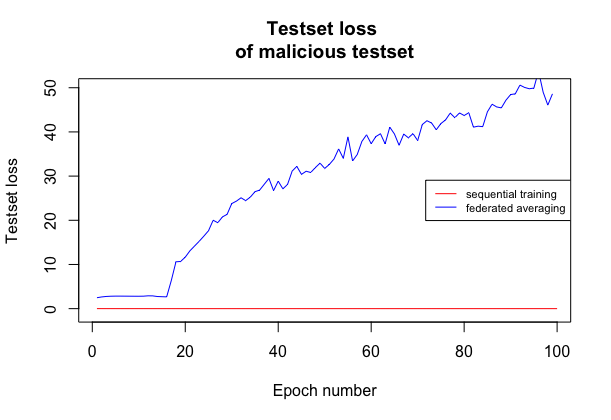 Testset loss
of malicious testset
Testset loss
50
40
30
20
10
0
sequential training
federated averaging
0 20 40 60 80 100
Epoch number